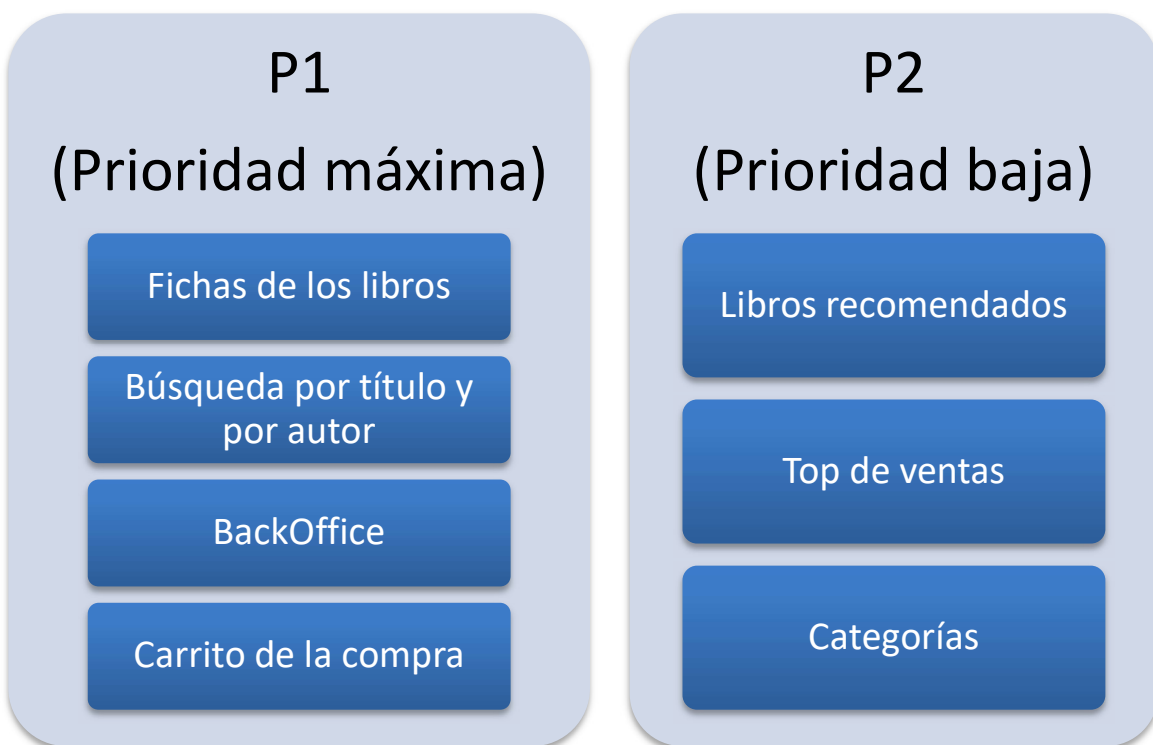 P1
(Prioridad máxima)
Fichas de los libros
Búsqueda por título y
por autor
BackOffice
Carrito de la compra
P2
(Prioridad baja)
Libros recomendados
Top de ventas
Categorías